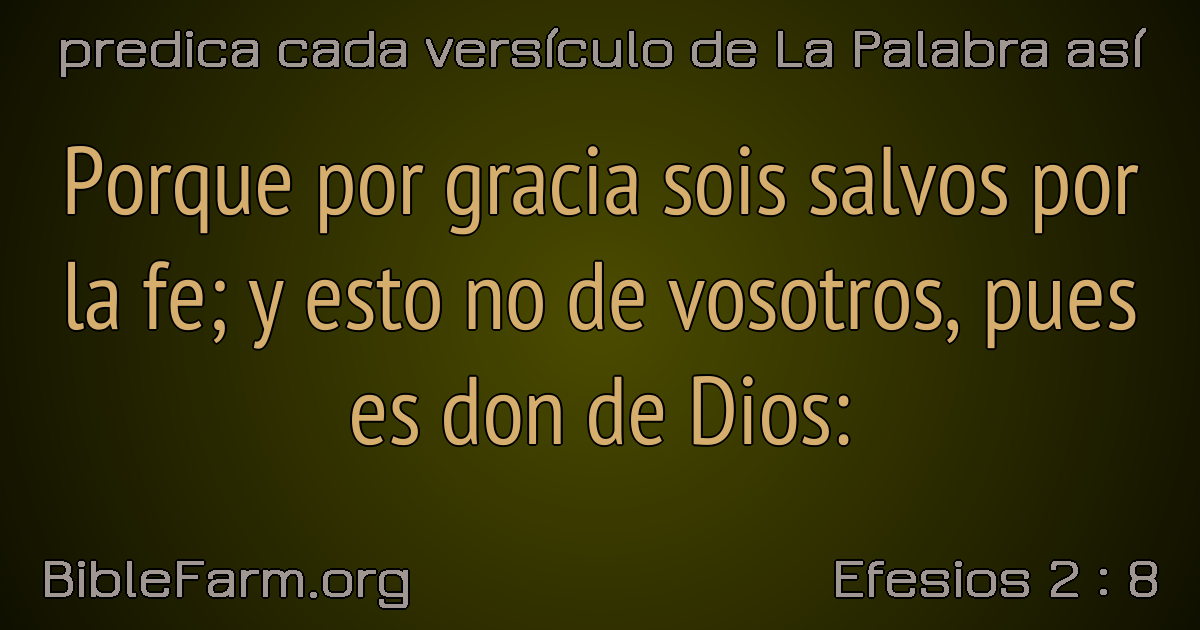 predica cada versículo de La Palabra así
Porque por gracia sois salvos por
la fe; y esto no de vosotros, pues
es don de Dios:
BibleFarm.org
Efesios 2 : 8